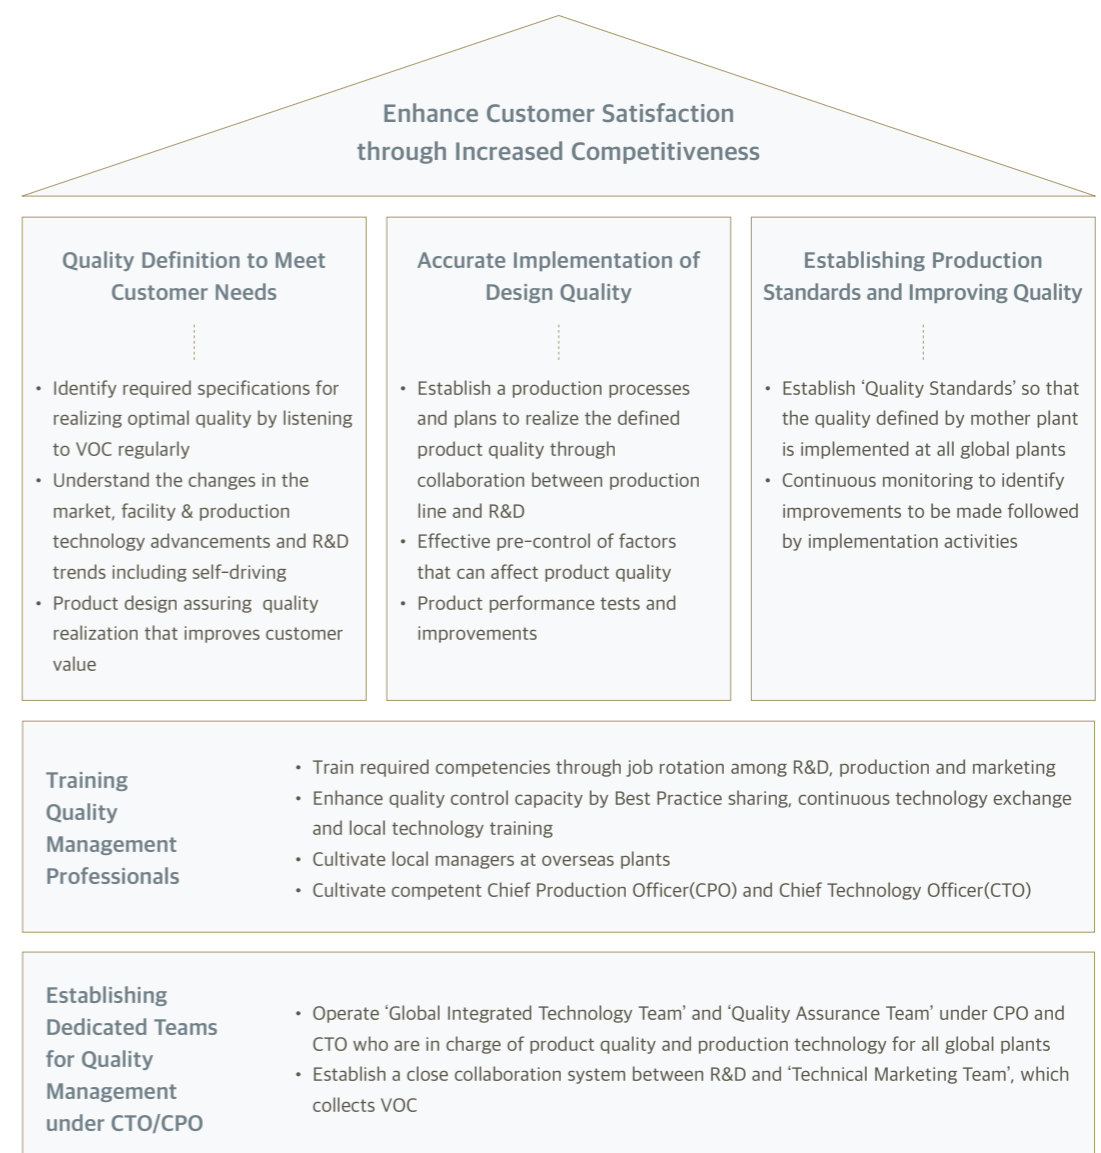 Enhance Customer Satisfaction
through Increased Competitiveness
Quality Definition to Meet
Customer Needs
• Identify required specifications for
realizing optimal quality by listening
to VOC regularly
• Understand the changes in the
market, facility & production
technology advancements and R&D
trends including self-driving
• Product design assuring  quality
realization that improves customer
value
Accurate Implementation of
Design Quality
• Establish a production processes
and plans to realize the defined
product quality through
collaboration between production
line and R&D
• Effective pre-control of factors
that can affect product quality
• Product performance tests and
improvements
Establishing Production
Standards and Improving Quality
• Establish ‘Quality Standards’ so that
the quality defined by mother plant
is implemented at all global plants
• Continuous monitoring to identify
improvements to be made followed
by implementation activities
Training
Quality
Management
Professionals
• Train required competencies through job rotation among R&D, production and marketing
• Enhance quality control capacity by Best Practice sharing, continuous technology exchange
and local technology training
• Cultivate local managers at overseas plants
• Cultivate competent Chief Production Officer(CPO) and Chief Technology Officer(CTO)
Establishing
Dedicated Teams
for Quality
Management
under CTO/CPO
• Operate ‘Global Integrated Technology Team’ and ‘Quality Assurance Team’ under CPO and
CTO who are in charge of product quality and production technology for all global plants
• Establish a close collaboration system between R&D and ‘Technical Marketing Team’, which
collects VOC